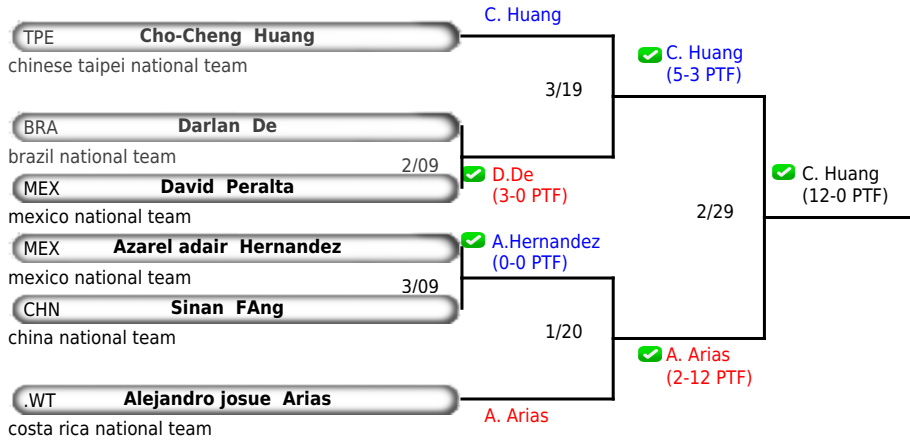 C. Huang
TPE Cho-Cheng Huang
chinese taipei national team
C. Huang
(5-3 PTF)
3/19
BRA Darlan De
brazil national team
2/09
D.De
(3-0 PTF)
MEX David Peralta
mexico national team
C. Huang
(12-0 PTF)
2/29
MEX Azarel adair Hernandez
mexico national team
A.Hernandez
(0-0 PTF)
3/09
CHN Sinan FAng
china national team
1/20
A. Arias
(2-12 PTF)
.WT Alejandro josue Arias
costa rica national team
A. Arias